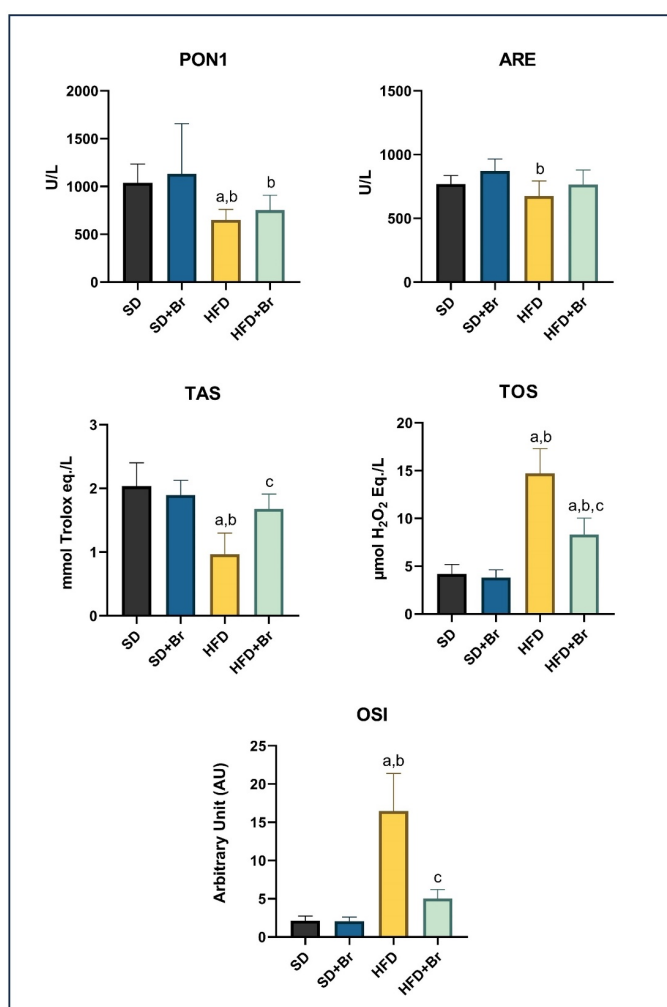 PON1
U/L
2000
1500
1000
500
0
a,b
b
SD
SD+Br
HFD
HFD+Br
ARE
U/L
1500
1000
500
0
b
SD
SD+Br
HFD
HFD+Br
TAS
mmol Trolox eq./L
3
2
1
0
a,b
c
SD
SD+Br
HFD
HFD+Br
TOS
µmol H₂O₂ Eq./L
20
15
10
5
0
a,b
a,b,c
SD
SD+Br
HFD
HFD+Br
OSI
Arbitrary Unit (AU)
25
20
15
10
5
0
a,b
c
SD
SD+Br
HFD
HFD+Br